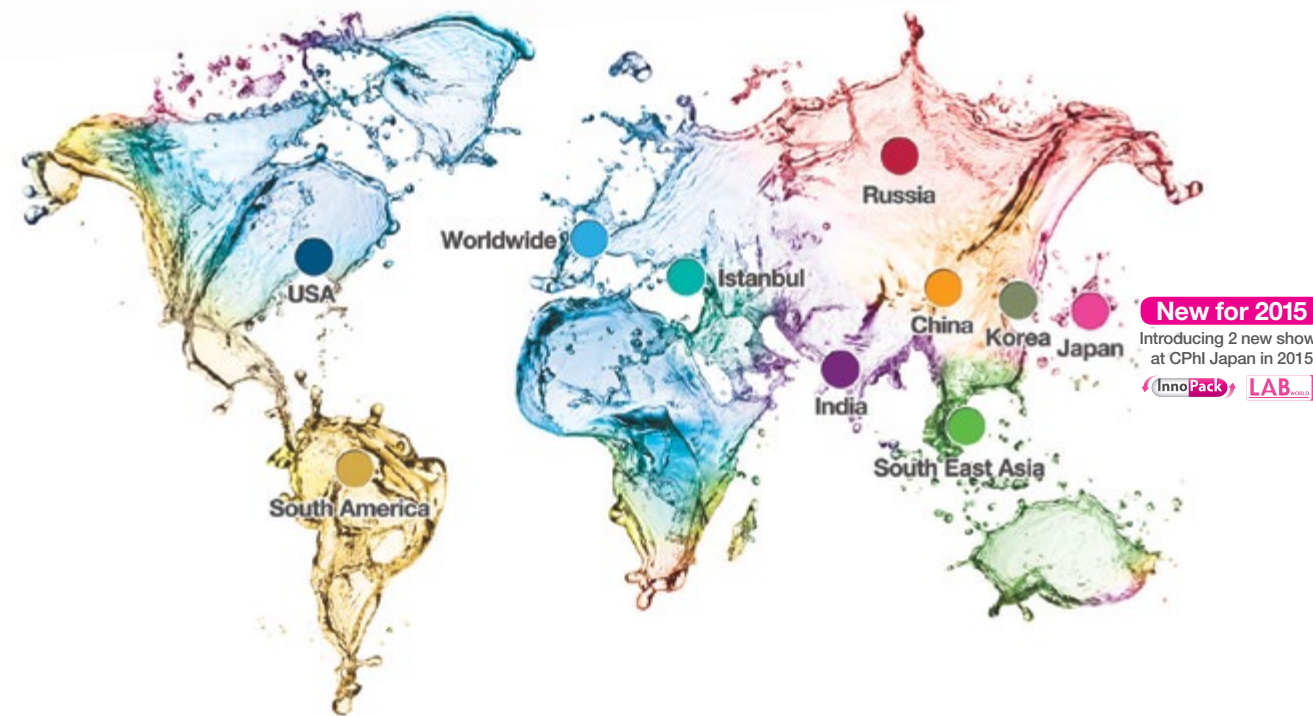 Russia
Worldwide
Istanbul
USA
China
Korea
Japan
New for 2015
Introducing 2 new show
at CPhI Japan in 2015
InnoPack
LABWORLD
India
South East Asia
South America